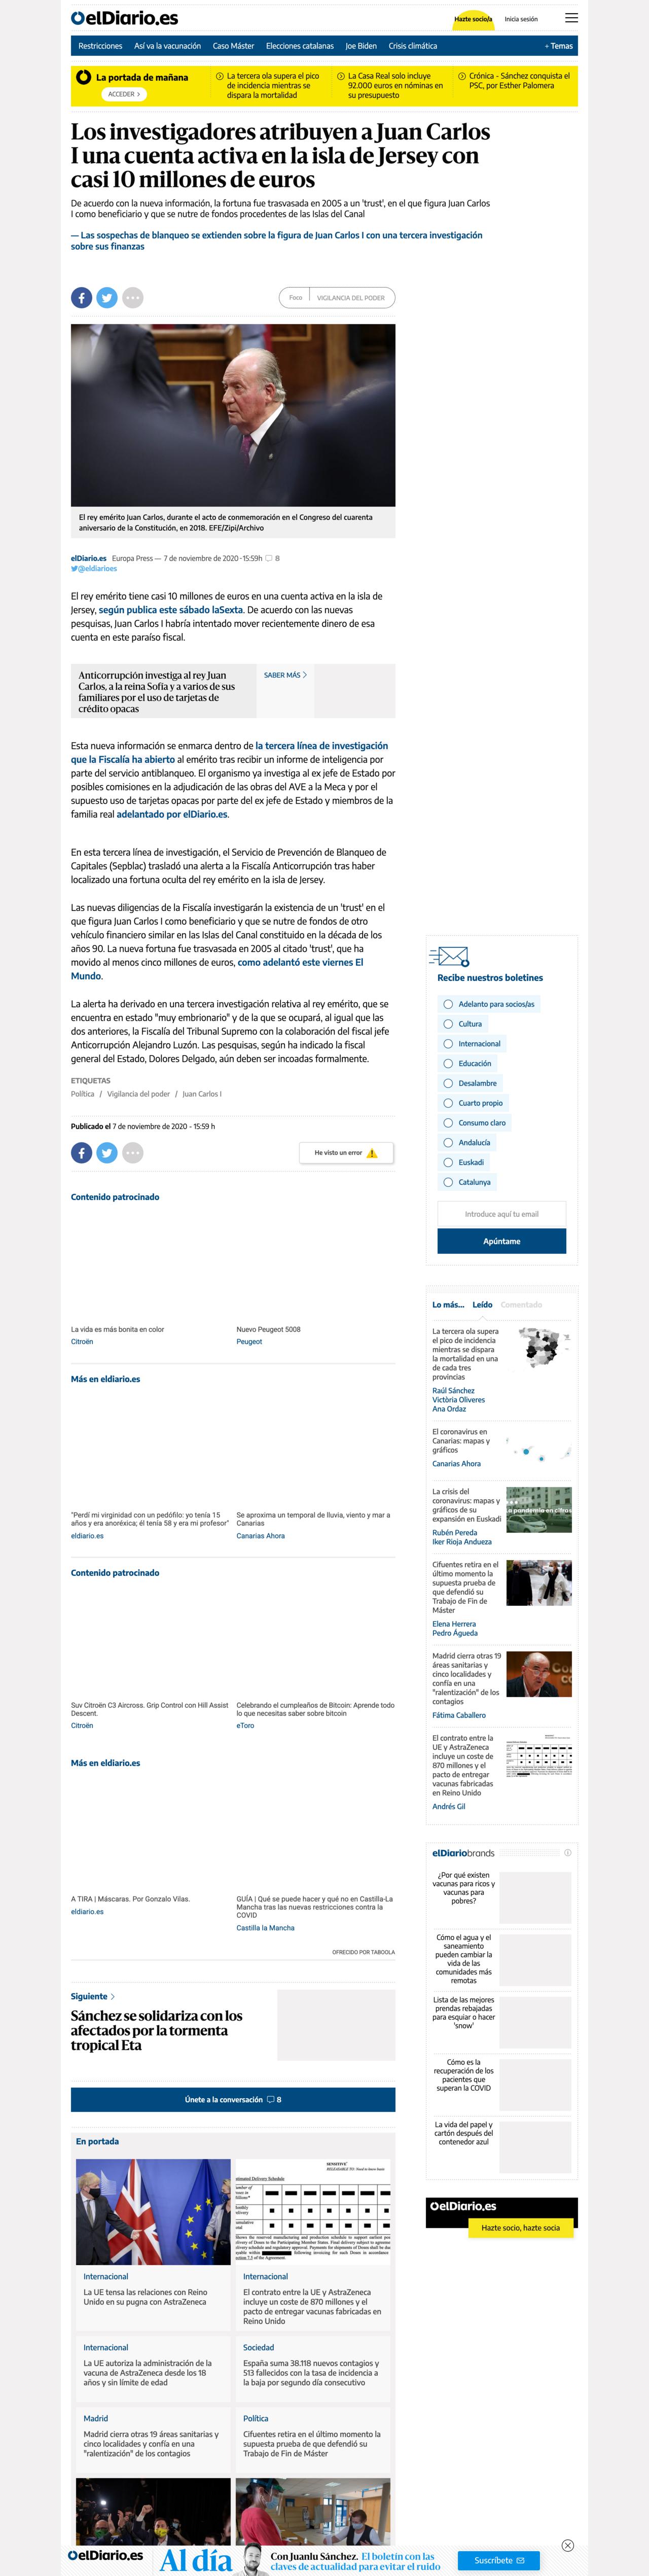 elDiario.es
Hazte socio/a
Inicia sesión
Restricciones
Así va la vacunación
Caso Máster
Elecciones catalanas
Joe Biden
Crisis climática
+ Temas
La portada de mañana
ACCEDER
La tercera ola supera el pico
de incidencia mientras se
dispara la mortalidad
La Casa Real solo incluye
92.000 euros en nóminas en
su presupuesto
Crónica - Sánchez conquista el
PSC, por Esther Palomera
Los investigadores atribuyen a Juan Carlos
I una cuenta activa en la isla de Jersey con
casi 10 millones de euros
De acuerdo con la nueva información, la fortuna fue trasvasada en 2005 a un 'trust', en el que figura Juan Carlos
I como beneficiario y que se nutre de fondos procedentes de las Islas del Canal
— Las sospechas de blanqueo se extienden sobre la figura de Juan Carlos I con una tercera investigación
sobre sus finanzas
Foco
VIGILANCIA DEL PODER
El rey emérito Juan Carlos, durante el acto de conmemoración en el Congreso del cuarenta
aniversario de la Constitución, en 2018. EFE/Zipi/Archivo
elDiario.es Europa Press — 7 de noviembre de 2020 - 15:59h 8
@eldiarioes
El rey emérito tiene casi 10 millones de euros en una cuenta activa en la isla de
Jersey, según publica este sábado laSexta. De acuerdo con las nuevas
pesquisas, Juan Carlos I habría intentado mover recientemente dinero de esa
cuenta en este paraíso fiscal.
Anticorrupción investiga al rey Juan
Carlos, a la reina Sofía y a varios de sus
familiares por el uso de tarjetas de
crédito opacas
SABER MÁS
Esta nueva información se enmarca dentro de la tercera línea de investigación
que la Fiscalía ha abierto al emérito tras recibir un informe de inteligencia por
parte del servicio antiblanqueo. El organismo ya investiga al ex jefe de Estado por
posibles comisiones en la adjudicación de las obras del AVE a la Meca y por el
supuesto uso de tarjetas opacas por parte del ex jefe de Estado y miembros de la
familia real adelantado por elDiario.es.
En esta tercera línea de investigación, el Servicio de Prevención de Blanqueo de
Capitales (Sepblac) trasladó una alerta a la Fiscalía Anticorrupción tras haber
localizado una fortuna oculta del rey emérito en la isla de Jersey.
Las nuevas diligencias de la Fiscalía investigarán la existencia de un 'trust' en el
que figura Juan Carlos I como beneficiario y que se nutre de fondos de otro
vehículo financiero similar en las Islas del Canal constituido en la década de los
años 90. La nueva fortuna fue trasvasada en 2005 al citado 'trust', que ha
movido al menos cinco millones de euros, como adelantó este viernes El
Mundo.
La alerta ha derivado en una tercera investigación relativa al rey emérito, que se
encuentra en estado "muy embrionario" y de la que se ocupará, al igual que las
dos anteriores, la Fiscalía del Tribunal Supremo con la colaboración del fiscal jefe
Anticorrupción Alejandro Luzón. Las pesquisas, según ha indicado la fiscal
general del Estado, Dolores Delgado, aún deben ser incoadas formalmente.
ETIQUETAS
Política / Vigilancia del poder / Juan Carlos I
Publicado el 7 de noviembre de 2020 - 15:59 h
He visto un error
Contenido patrocinado
La vida es más bonita en color
Citroën
Nuevo Peugeot 5008
Peugeot
Más en eldiario.es
"Perdí mi virginidad con un pedófilo: yo tenía 15
años y era anoréxica; él tenía 58 y era mi profesor"
eldiario.es
Se aproxima un temporal de lluvia, viento y mar a
Canarias
Canarias Ahora
Contenido patrocinado
Suv Citroën C3 Aircross. Grip Control con Hill Assist
Descent.
Citroën
Celebrando el cumpleaños de Bitcoin: Aprende todo
lo que necesitas saber sobre bitcoin
eToro
Más en eldiario.es
A TIRA | Máscaras. Por Gonzalo Vilas.
eldiario.es
GUÍA | Qué se puede hacer y qué no en Castilla-La
Mancha tras las nuevas restricciones contra la
COVID
Castilla la Mancha
OFRECIDO POR TABOOLA
Siguiente
Sánchez se solidariza con los
afectados por la tormenta
tropical Eta
Únete a la conversación 8
En portada
Internacional
La UE tensa las relaciones con Reino
Unido en su pugna con AstraZeneca
Internacional
El contrato entre la UE y AstraZeneca
incluye un coste de 870 millones y el
pacto de entregar vacunas fabricadas en
Reino Unido
Internacional
La UE autoriza la administración de la
vacuna de AstraZeneca desde los 18
años y sin límite de edad
Sociedad
España suma 38.118 nuevos contagios y
513 fallecidos con la tasa de incidencia a
la baja por segundo día consecutivo
Madrid
Madrid cierra otras 19 áreas sanitarias y
cinco localidades y confía en una
"ralentización" de los contagios
Política
Cifuentes retira en el último momento la
supuesta prueba de que defendió su
Trabajo de Fin de Máster
Recibe nuestros boletines
Adelanto para socios/as
Cultura
Internacional
Educación
Desalambre
Cuarto propio
Consumo claro
Andalucía
Euskadi
Catalunya
Introduce aquí tu email
Apúntame
Lo más... Leído Comentado
La tercera ola supera
el pico de incidencia
mientras se dispara
la mortalidad en una
de cada tres
provincias
Raúl Sánchez
Victòria Oliveres
Ana Ordaz
El coronavirus en
Canarias: mapas y
gráficos
Canarias Ahora
La crisis del
coronavirus: mapas y
gráficos de su
expansión en Euskadi
Rubén Pereda
Iker Rioja Andueza
Cifuentes retira en el
último momento la
supuesta prueba de
que defendió su
Trabajo de Fin de
Máster
Elena Herrera
Pedro Águeda
Madrid cierra otras 19
áreas sanitarias y
cinco localidades y
confía en una
"ralentización" de los
contagios
Fátima Caballero
El contrato entre la
UE y AstraZeneca
incluye un coste de
870 millones y el
pacto de entregar
vacunas fabricadas
en Reino Unido
Andrés Gil
elDiariobrands
¿Por qué existen
vacunas para ricos y
vacunas para
pobres?
Cómo el agua y el
saneamiento
pueden cambiar la
vida de las
comunidades más
remotas
Lista de las mejores
prendas rebajadas
para esquiar o hacer
'snow'
Cómo es la
recuperación de los
pacientes que
superan la COVID
La vida del papel y
cartón después del
contenedor azul
elDiario.es
Hazte socio, hazte socia
elDiario.es
Al día
Con Juanlu Sánchez. El boletín con las
claves de actualidad para evitar el ruido
Suscríbete